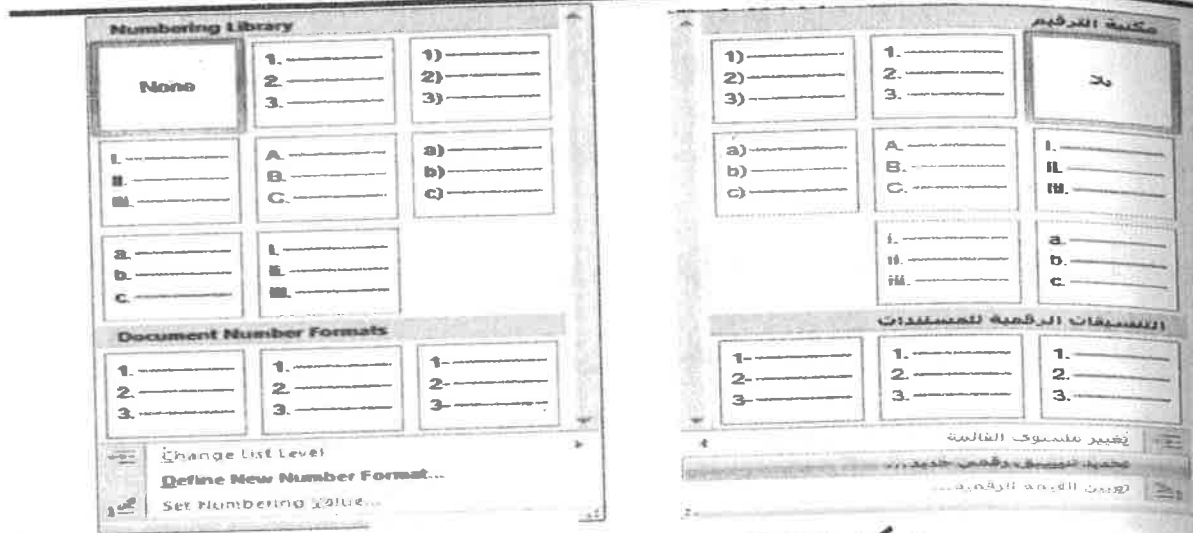 Numbering Library
None
1.
2.
3.
1)
2)
3)
I.
II.
III.
A.
B.
C.
a)
b)
c)
a.
b.
c.
i.
ii.
iii.
Document Number Formats
1.
2.
3.
1.
2.
3.
1-
2-
3-
Change List Level
Define New Number Format...
Set Numbering Value...
مكتبة الترقيم
بلا
1.
2.
3.
1)
2)
3)
I.
II.
III.
A.
B.
C.
a)
b)
c)
a.
b.
c.
i.
ii.
iii.
التنسيقات الرقمية للمستندات
1.
2.
3.
1.
2.
3.
1-
2-
3-
تغيير مستوى القائمة
تحديد تنسيق رقمي جديد...
تعيين القيمة الرقمية...